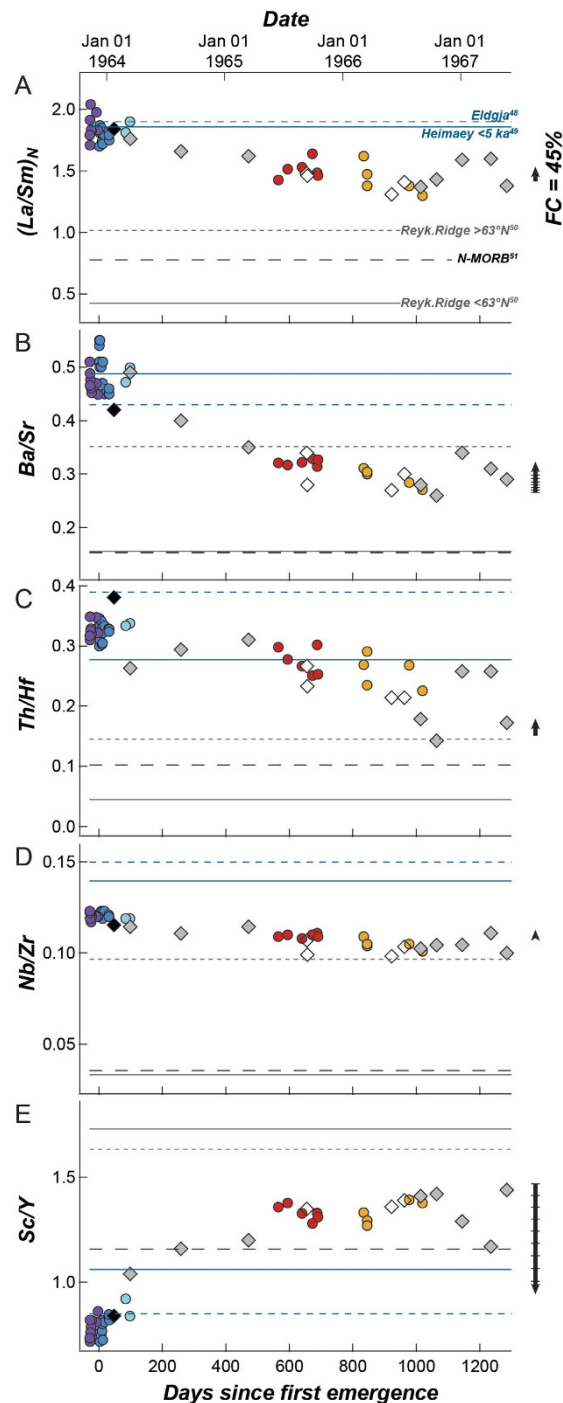 Date
Jan 01 Jan 01 Jan 01 Jan 01
1964 1965 1966 1967
A
2.0
1.5
1.0
0.5
(La/Sm)N
Eldgja48
Heimaey <5 ka49
Reyk.Ridge >63°N50
N-MORB51
Reyk.Ridge <63°N50
FC = 45%
B
0.5
0.4
0.3
0.2
Ba/Sr
C
0.4
0.3
0.2
0.1
0.0
Th/Hf
D
0.15
0.10
0.05
Nb/Zr
E
1.5
1.0
Sc/Y
0 200 400 600 800 1000 1200
Days since first emergence